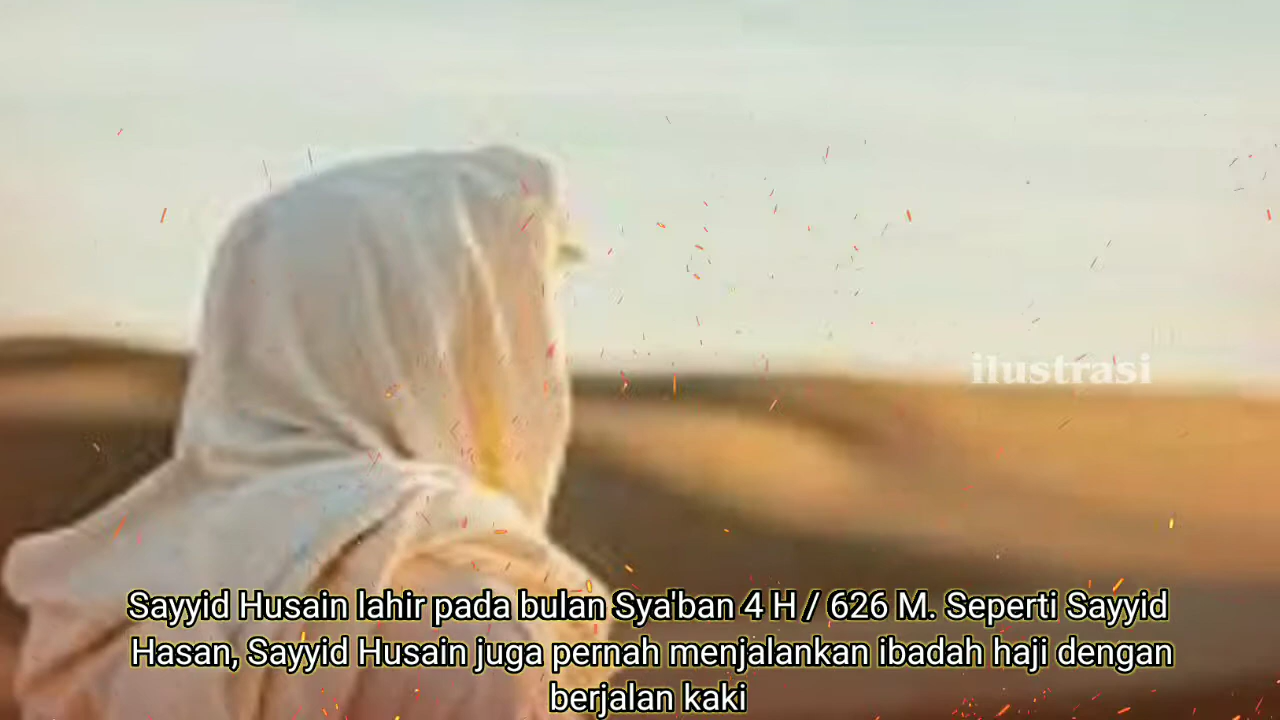 ilustrasi
Sayyid Husain lahir pada bulan Sya'ban 4 H / 626 M. Seperti Sayyid
Hasan, Sayyid Husain juga pernah menjalankan ibadah haji dengan
berjalan kaki